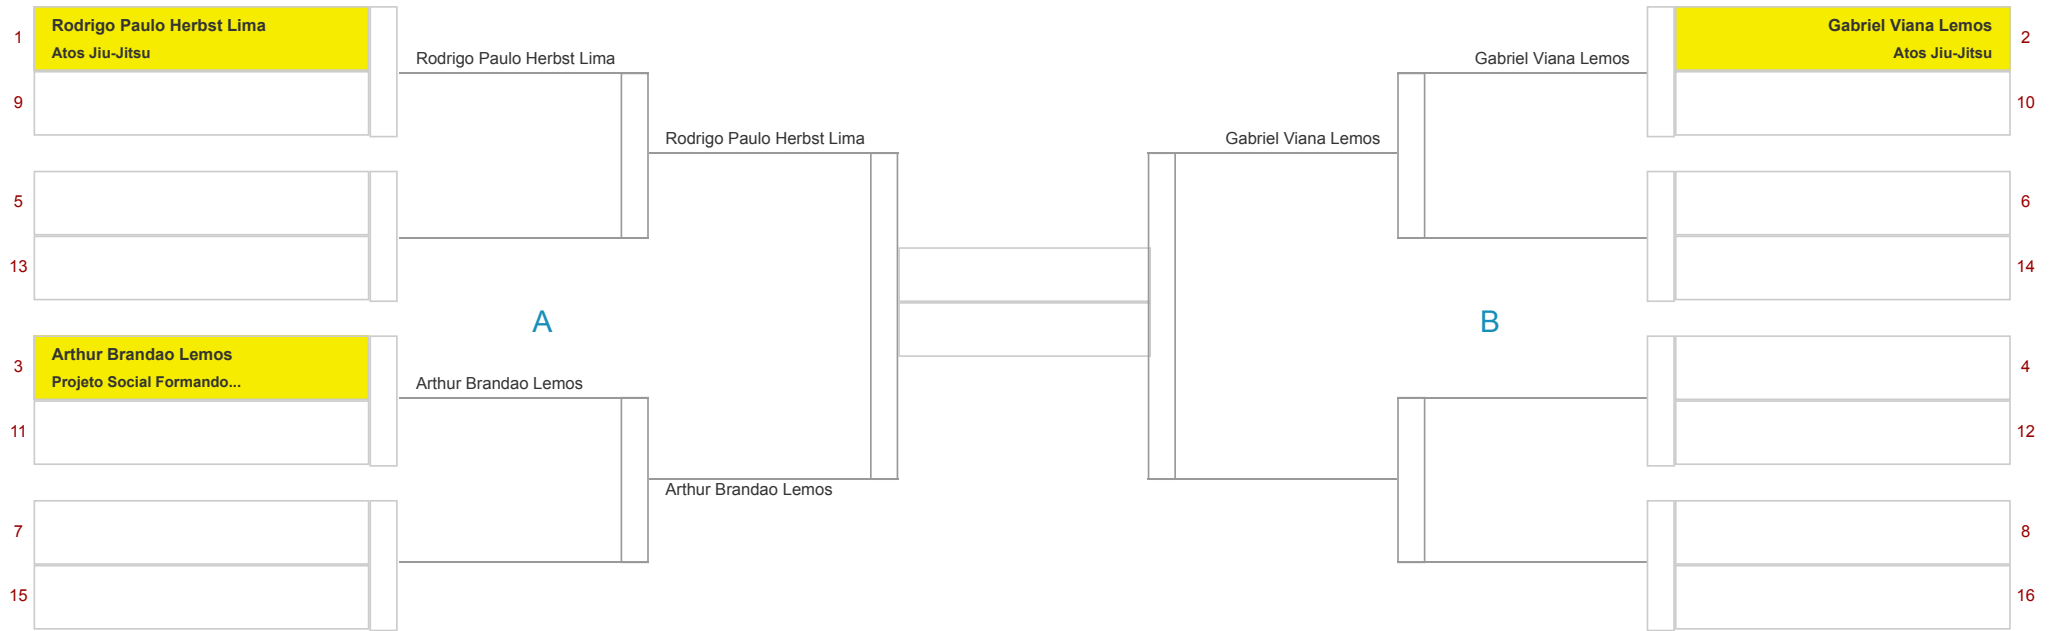 1
Rodrigo Paulo Herbst Lima
Atos Jiu-Jitsu
9
5
13
3
Arthur Brandao Lemos
Projeto Social Formando...
11
7
15
Rodrigo Paulo Herbst Lima
Arthur Brandao Lemos
A
Rodrigo Paulo Herbst Lima
Arthur Brandao Lemos
Gabriel Viana Lemos
Gabriel Viana Lemos
B
Gabriel Viana Lemos
Atos Jiu-Jitsu
2
10
6
14
4
12
8
16